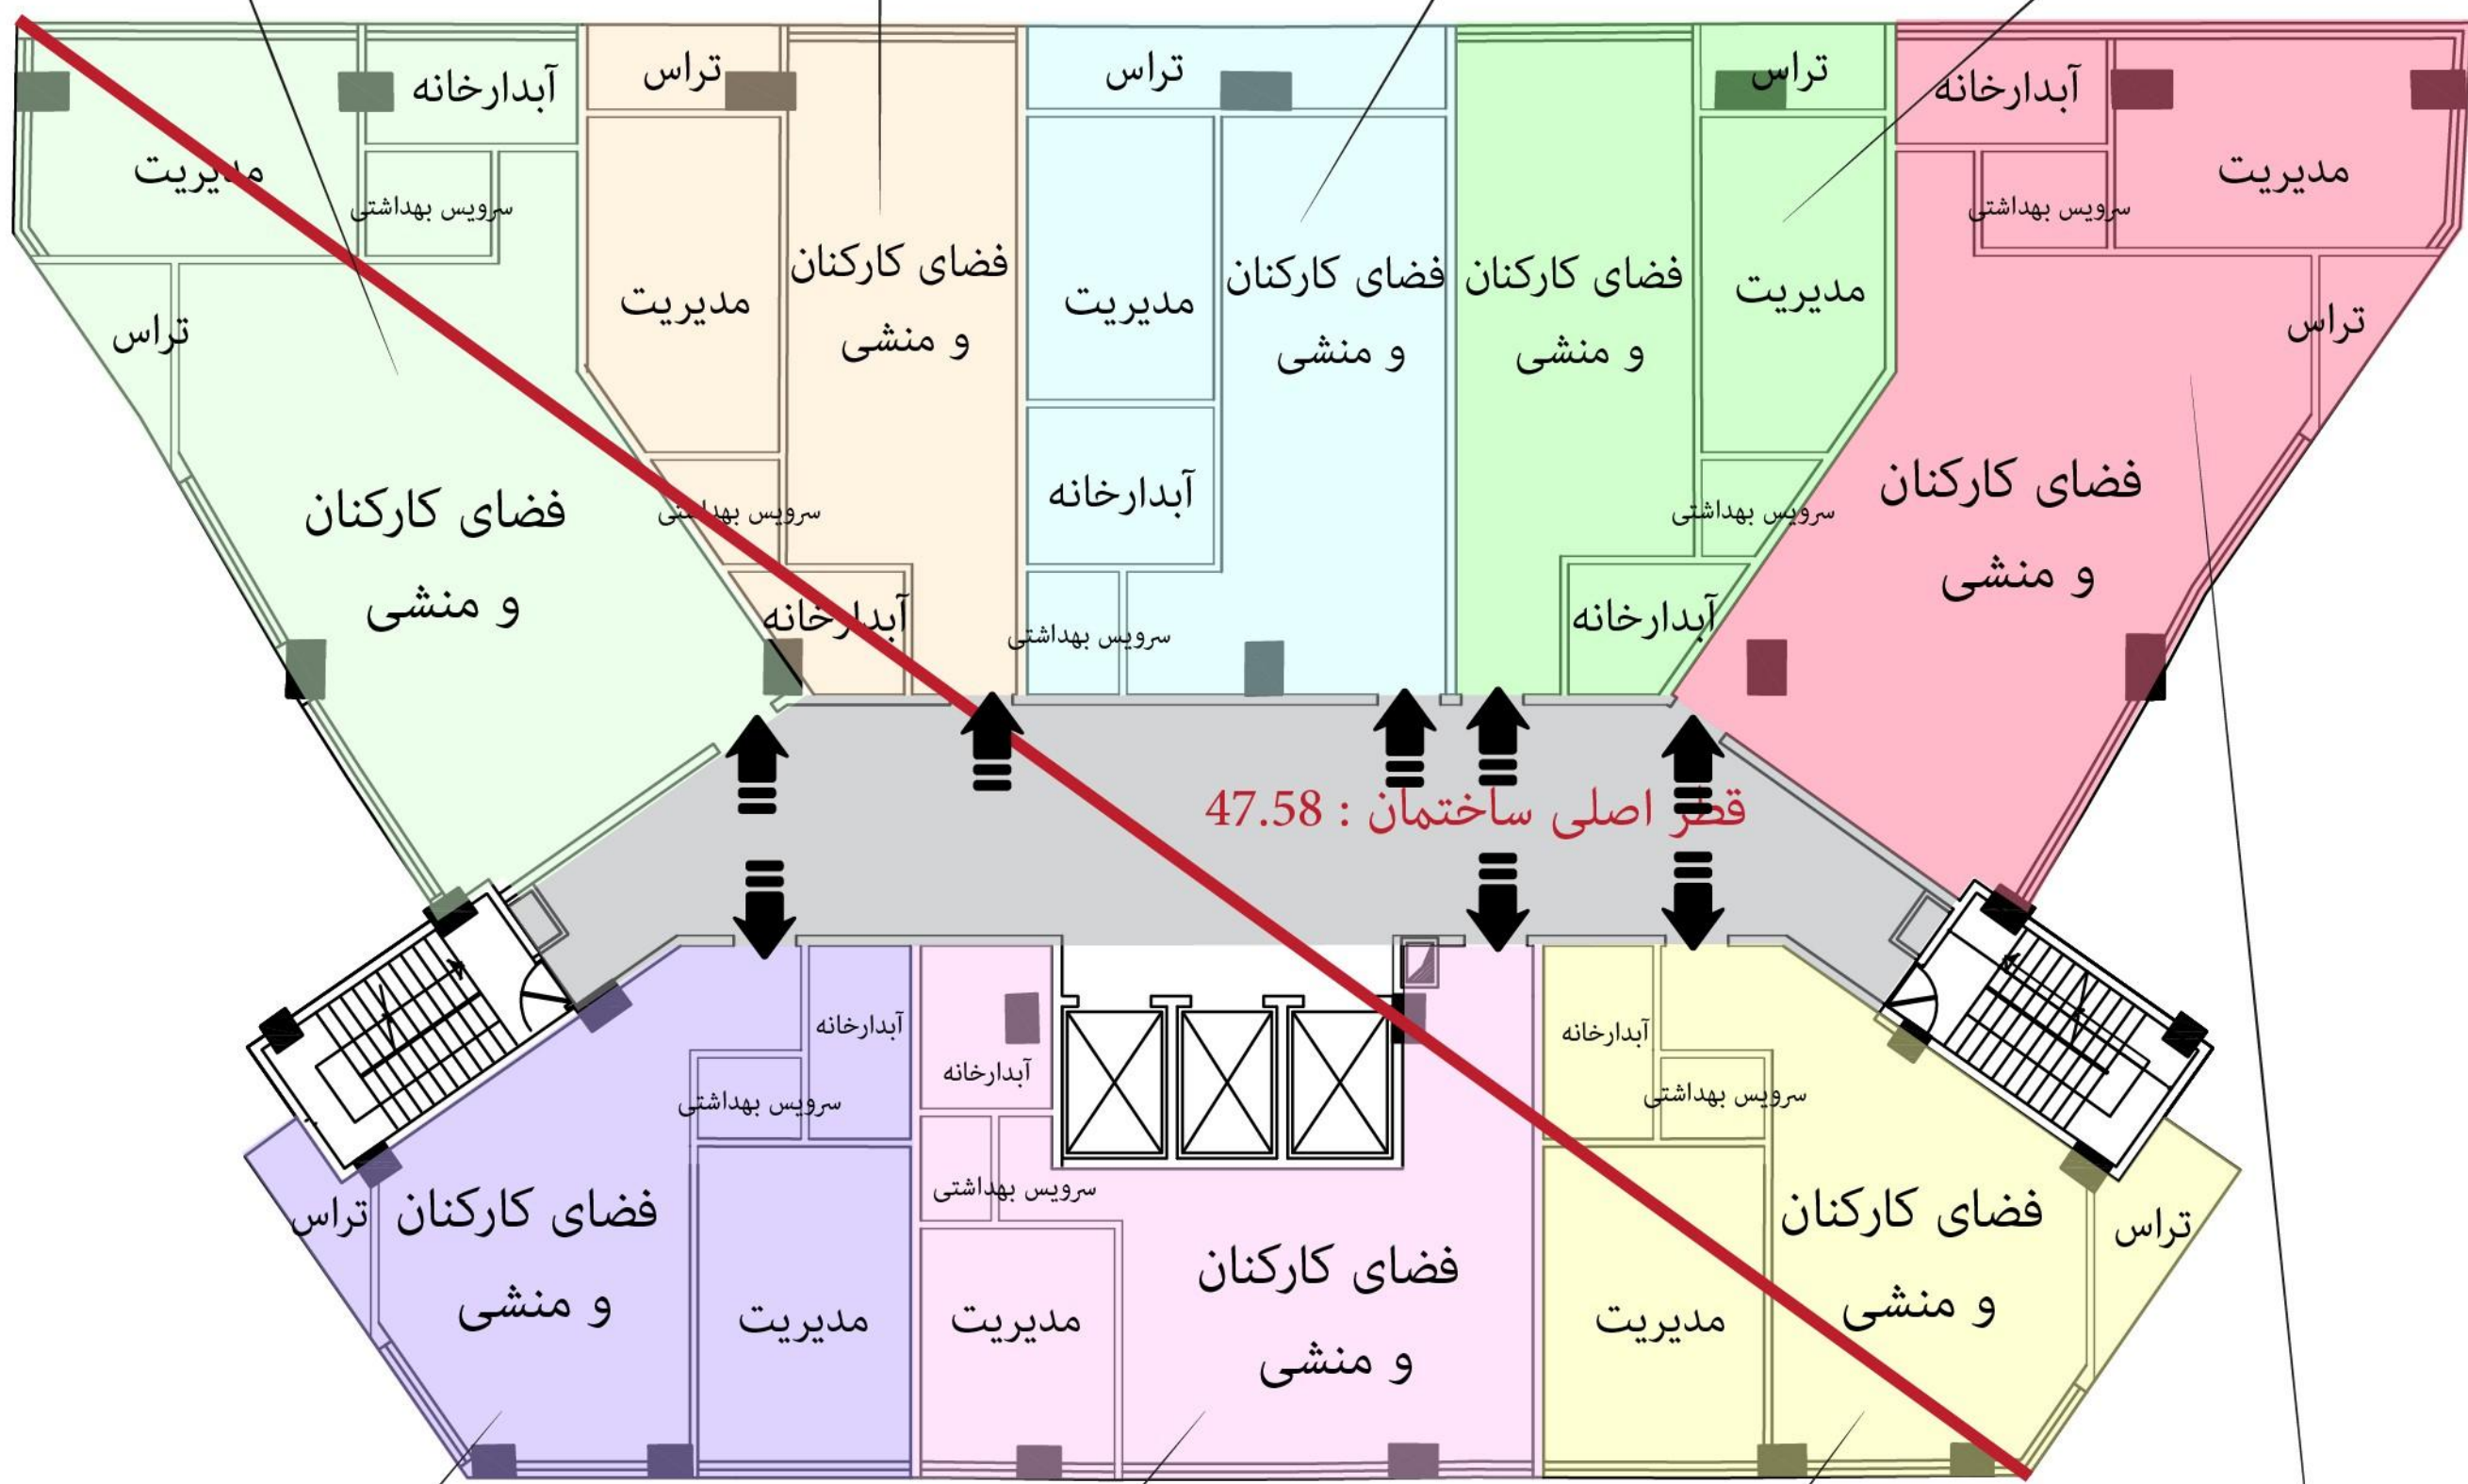 تراس
تراس
تراس
آبدارخانه
آبدارخانه
مدیریت
مدیریت
سرویس بهداشتی
سرویس بهداشتی
فضای کارکنان
و منشی
مدیریت
فضای کارکنان
و منشی
مدیریت
فضای کارکنان
و منشی
مدیریت
تراس
تراس
فضای کارکنان
و منشی
آبدارخانه
فضای کارکنان
و منشی
سرویس بهداشتی
سرویس بهداشتی
آبدارخانه
سرویس بهداشتی
آبدارخانه
قطر اصلی ساختمان : 47.58
آبدارخانه
آبدارخانه
آبدارخانه
سرویس بهداشتی
سرویس بهداشتی
سرویس بهداشتی
تراس
فضای کارکنان
و منشی
فضای کارکنان
و منشی
فضای کارکنان
و منشی
تراس
مدیریت
مدیریت
مدیریت